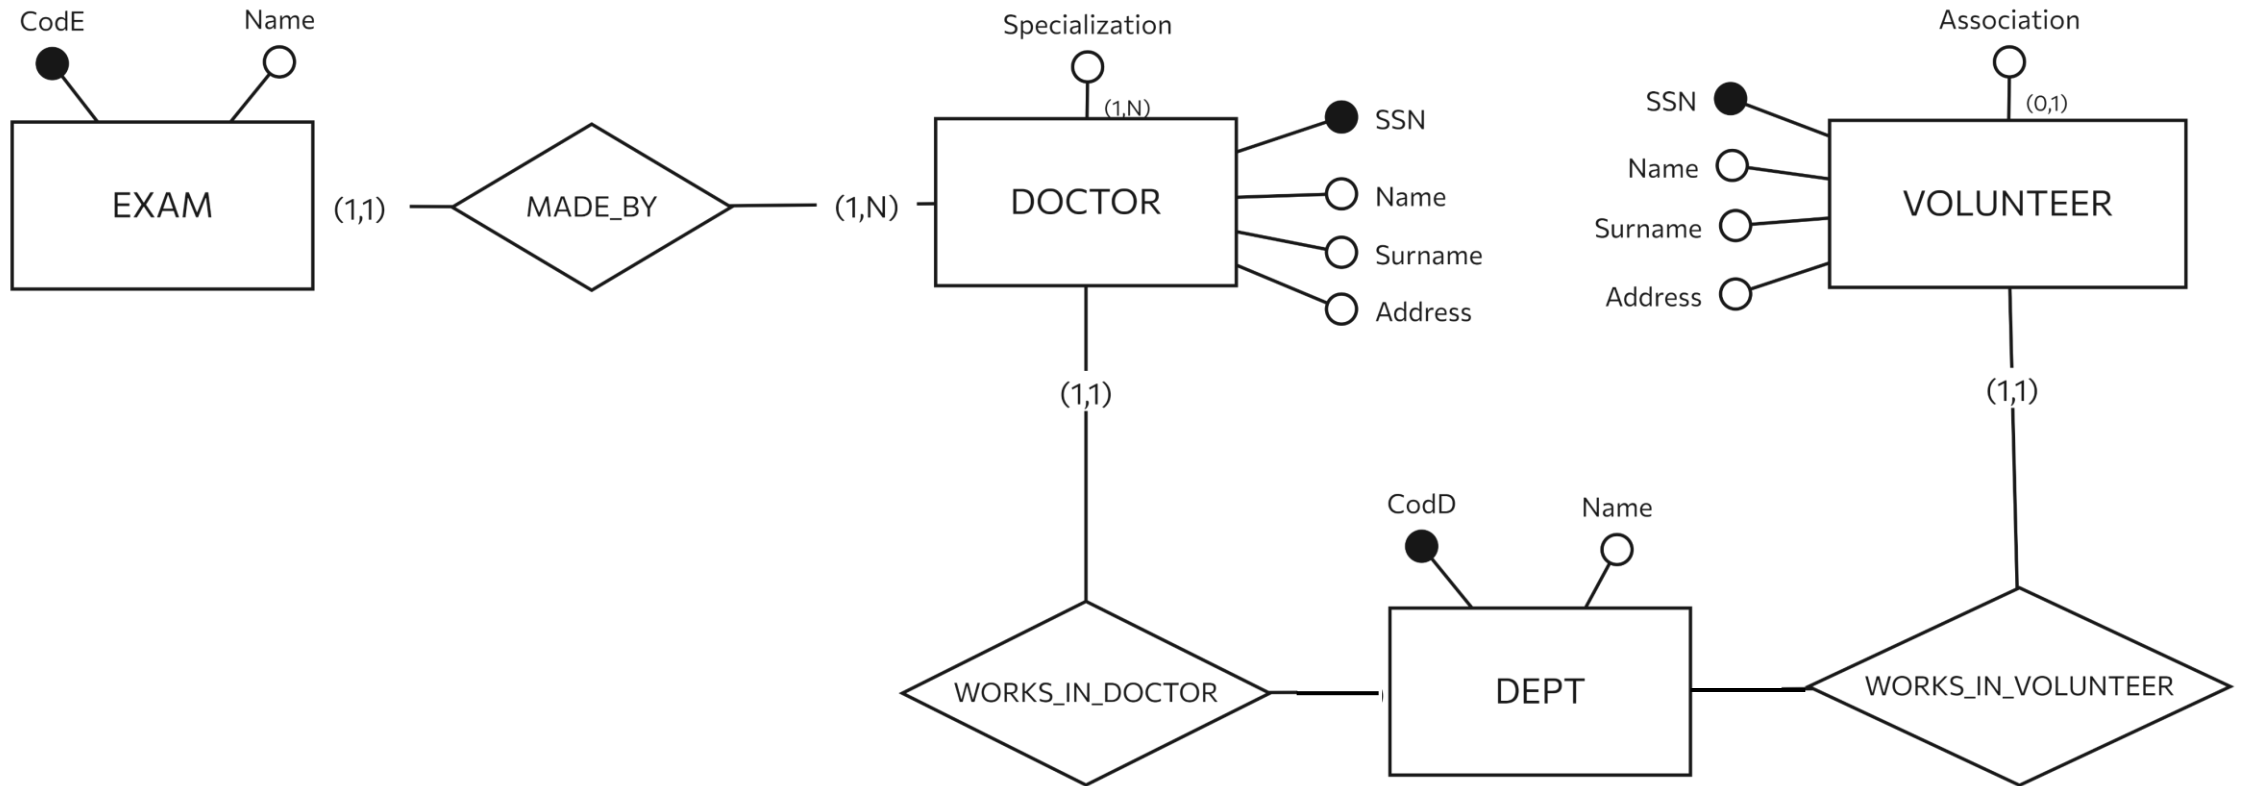 CodE
Name
EXAM
(1,1)
MADE_BY
(1,N)
Specialization
(1,N)
DOCTOR
SSN
Name
Surname
Address
(1,1)
WORKS_IN_DOCTOR
CodD
Name
DEPT
Association
(0,1)
SSN
Name
Surname
Address
VOLUNTEER
(1,1)
WORKS_IN_VOLUNTEER